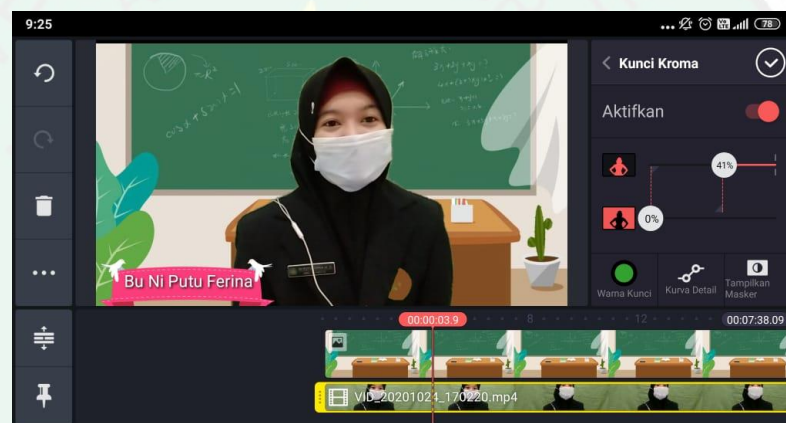 9:25
78
Kunci Kroma
Aktifkan
41%
0%
Warna Kunci
Kurva Detail
Tampilkan
Masker
Bu Ni Putu Ferina
00:00:03.9
8
12
00:07:38.09
VID_20201024_170220.mp4